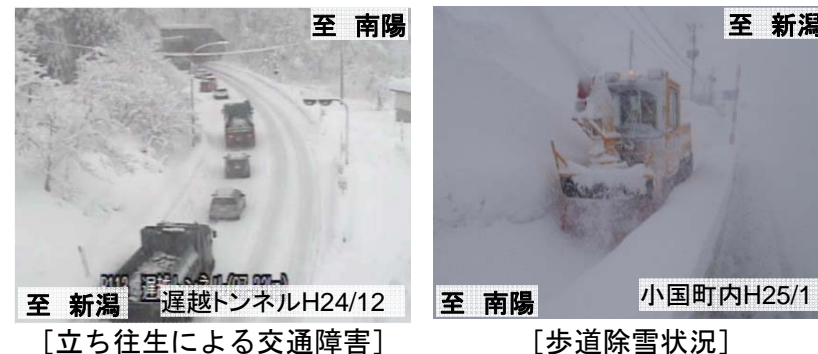 至 南陽
至 新潟
遅越トンネルH24/12
[立ち往生による交通障害]
至 新潟
至 南陽
小国町内H25/1
[歩道除雪状況]